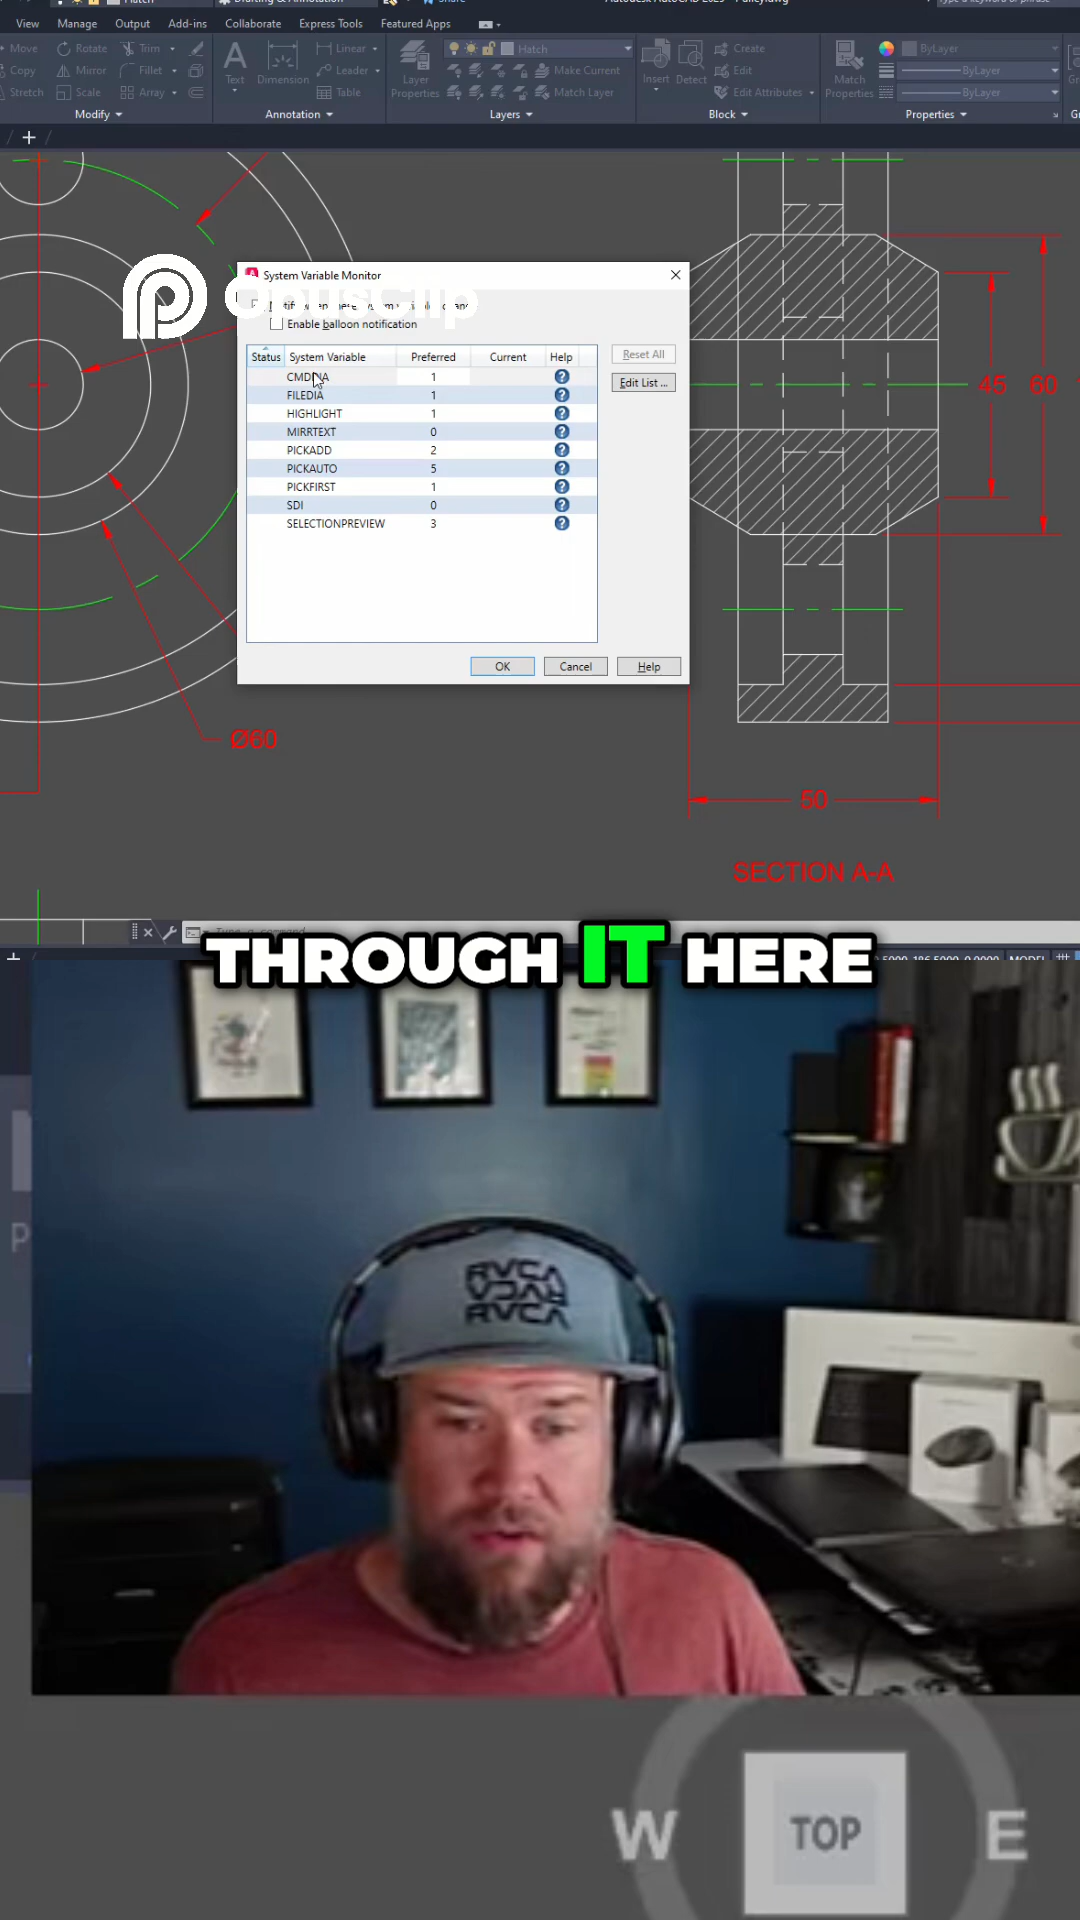 View Manage Output Add-ins Collaborate Express Tools Featured Apps
Move Rotate Trim
Copy Mirror Fillet
Stretch Scale Array
Modify
Text Dimension
Linear
Leader
Table
Annotation
Layer Properties
Hatch
Make Current
Match Layer
Layers
Insert Detect
Create
Edit
Edit Attributes
Block
Match Properties
ByLayer
ByLayer
ByLayer
Properties
System Variable Monitor
OpusClip
Enable balloon notification
Status System Variable Preferred Current Help
FILEDIA 1
HIGHLIGHT 1
MIRRTEXT 0
PICKADD 2
PICKAUTO 5
PICKFIRST 1
SDI 0
SELECTIONPREVIEW 3
Reset All
Edit List ...
OK Cancel Help
45 60
Ø60
50
SECTION A-A
THROUGH IT HERE
RVCA
RVCA
W TOP E